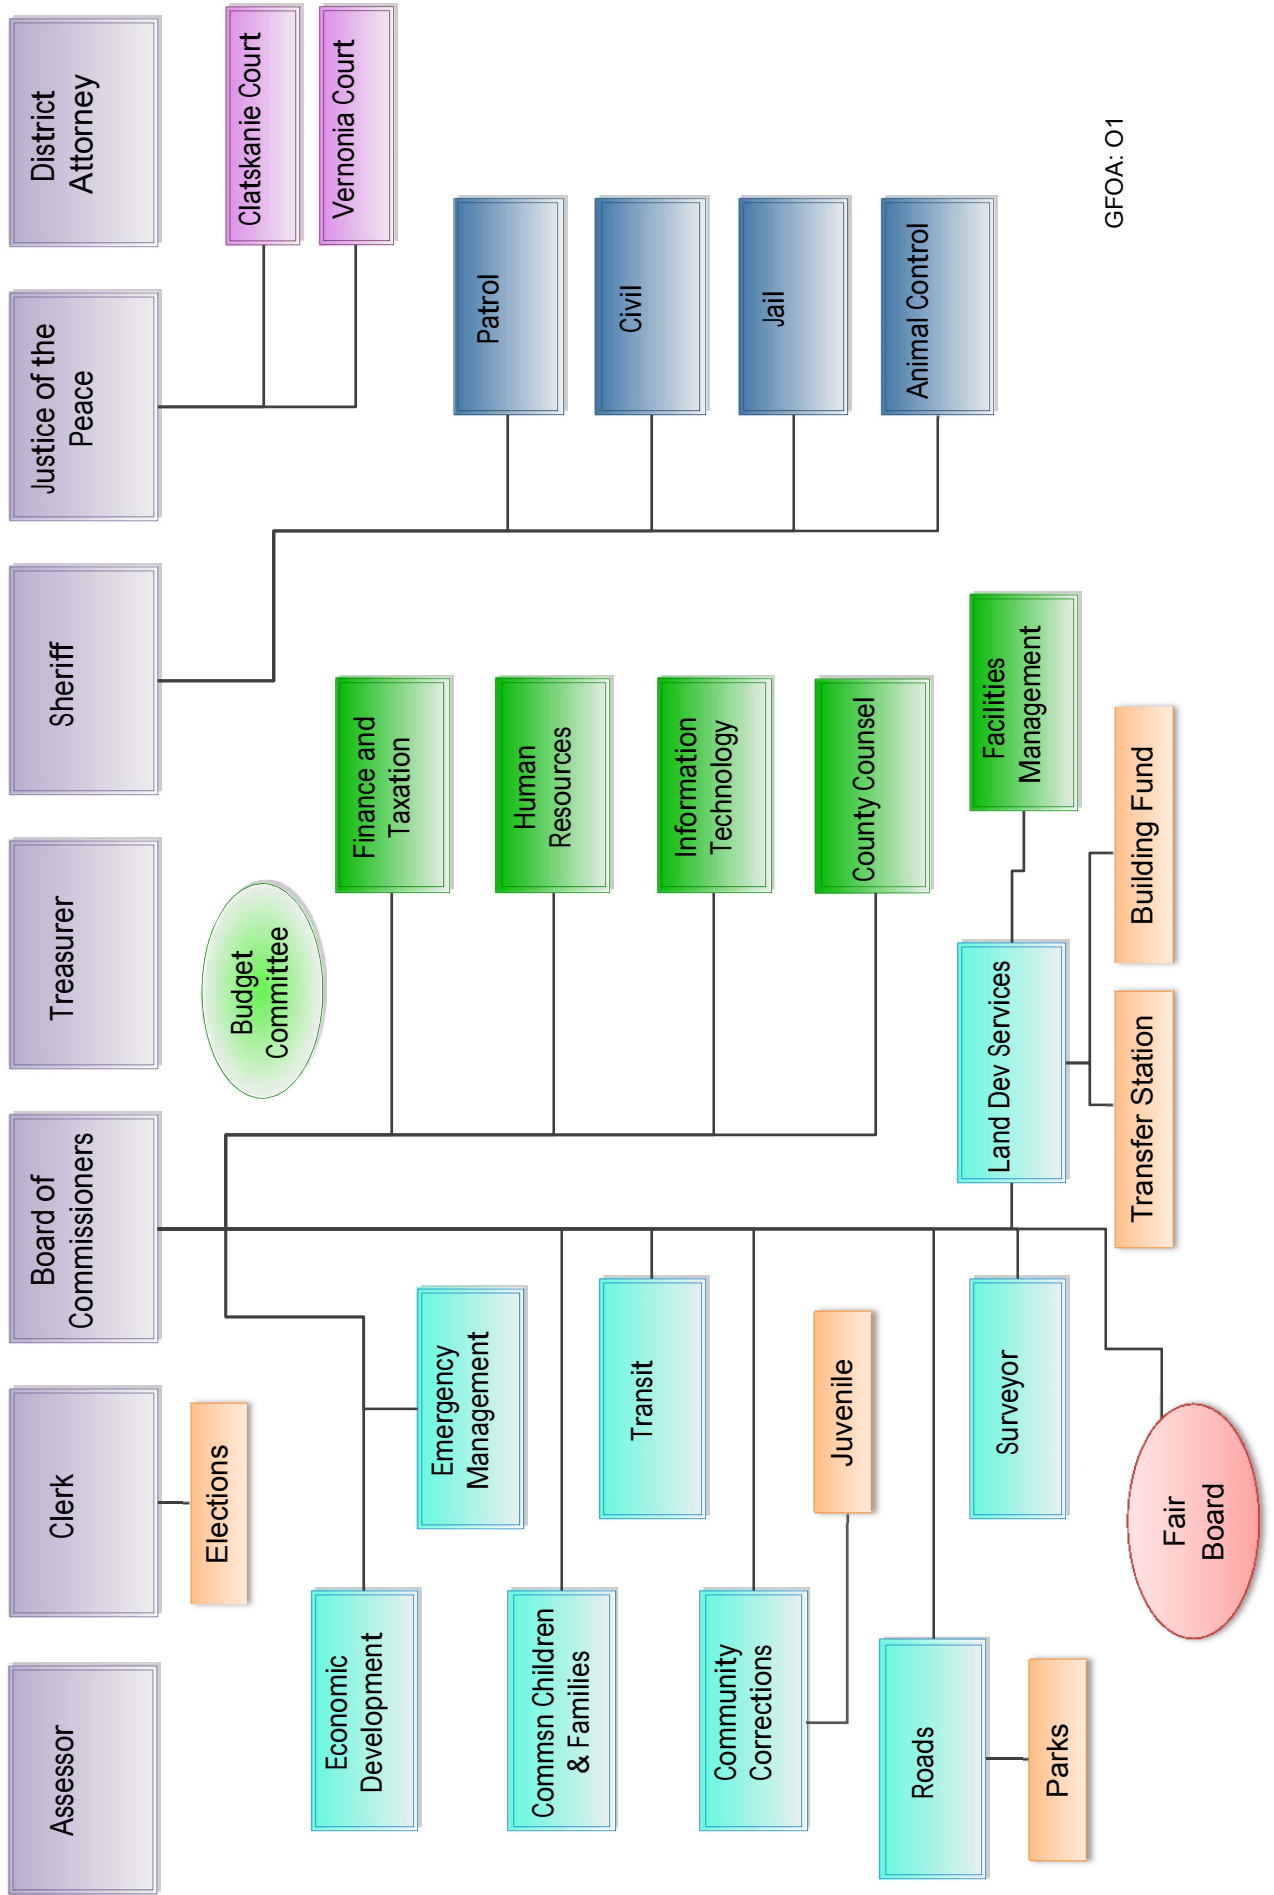 Assessor
Clerk
Board of
Commissioners
Treasurer
Sheriff
Justice of the
Peace
District
Attorney
Elections
Budget
Committee
Clatskanie Court
Vernonia Court
Economic
Development
Emergency
Management
Finance and
Taxation
Patrol
Commsn Children
& Families
Transit
Human
Resources
Civil
Community
Corrections
Juvenile
Information
Technology
Jail
County Counsel
Animal Control
Roads
Parks
Surveyor
Land Dev Services
Facilities
Management
Transfer Station
Building Fund
Fair
Board
GFOA: O1